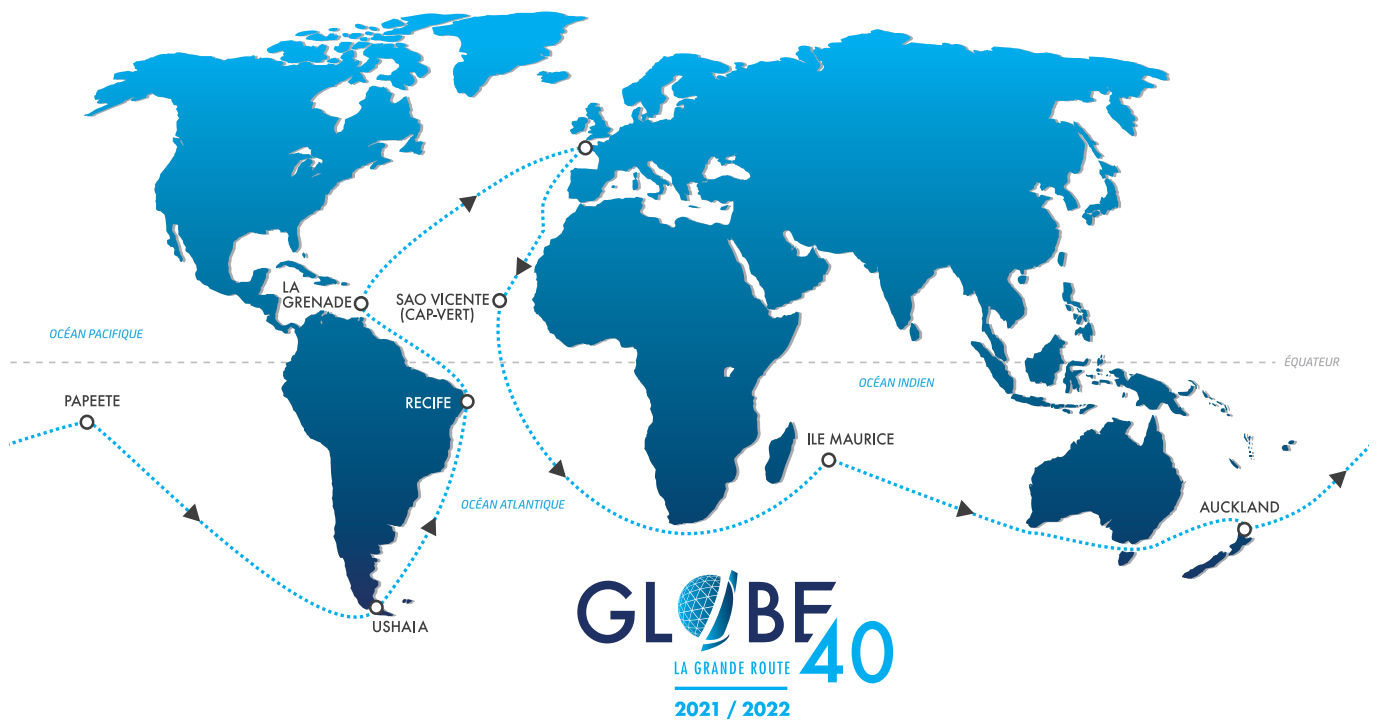 LA
GRENADE
SAO VICENTE
(CAP-VERT)
OCÉAN PACIFIQUE
ÉQUATEUR
OCÉAN INDIEN
PAPEETE
RECIFE
ILE MAURICE
OCÉAN ATLANTIQUE
AUCKLAND
USHAIA
GLOBE
40
LA GRANDE ROUTE
2021 / 2022